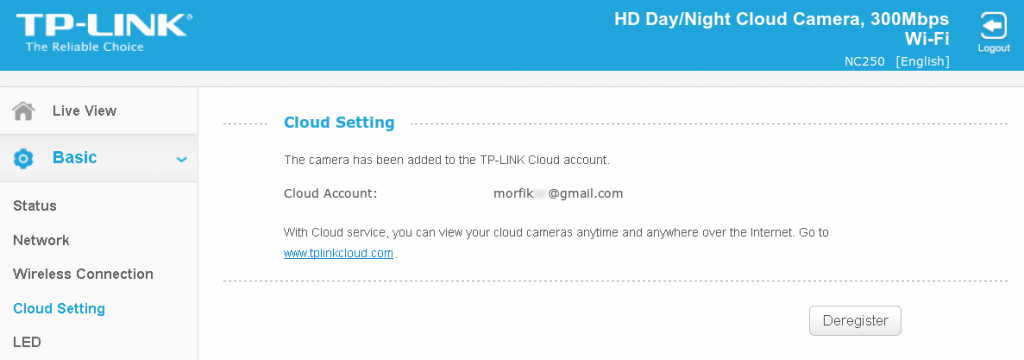 TP-LINK®
The Reliable Choice
HD Day/Night Cloud Camera, 300Mbps
Wi-Fi
NC250 [English]
Logout
Live View
Basic
Status
Network
Wireless Connection
Cloud Setting
LED
Cloud Setting
The camera has been added to the TP-LINK Cloud account.
Cloud Account: morfik @gmail.com
With Cloud service, you can view your cloud cameras anytime and anywhere over the Internet. Go to
www.tplinkcloud.com.
Deregister